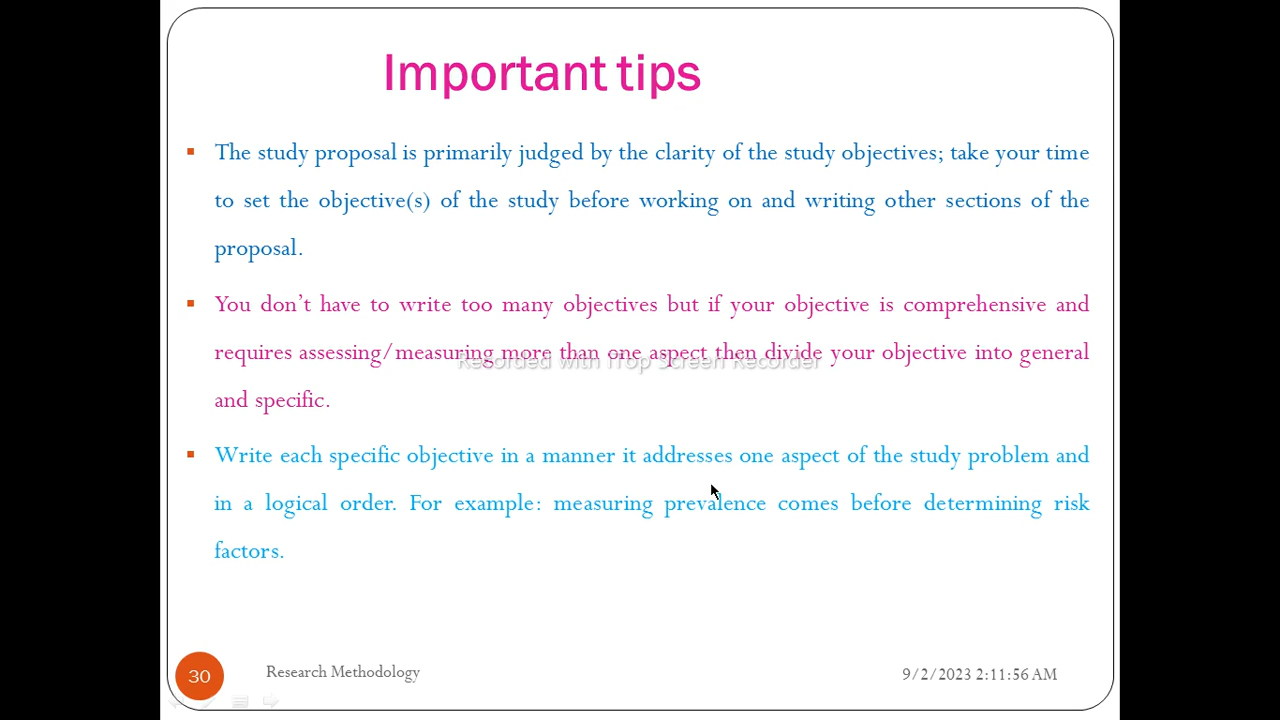 Important tips
The study proposal is primarily judged by the clarity of the study objectives; take your time
to set the objective(s) of the study before working on and writing other sections of the
proposal.
You don’t have to write too many objectives but if your objective is comprehensive and
requires assessing/measuring more than one aspect then divide your objective into general
Recorded with iTop Screen Recorder
and specific.
Write each specific objective in a manner it addresses one aspect of the study problem and
in a logical order. For example: measuring prevalence comes before determining risk
factors.
30
Research Methodology
9/2/2023 2:11:56 AM